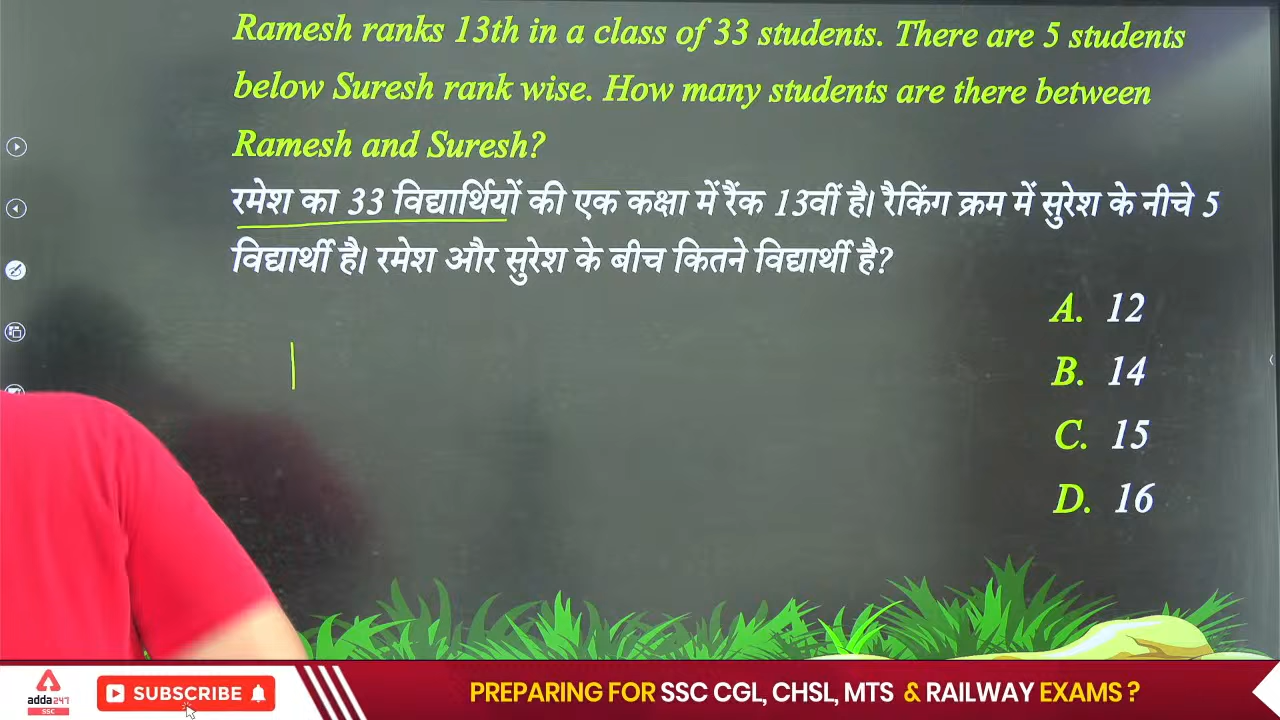 Ramesh ranks 13th in a class of 33 students. There are 5 students
below Suresh rank wise. How many students are there between
Ramesh and Suresh?
रमेश का 33 विद्यार्थियों की एक कक्षा में रैंक 13वीं है। रैकिंग क्रम में सुरेश के नीचे 5
विद्यार्थी है। रमेश और सुरेश के बीच कितने विद्यार्थी है?
A. 12
B. 14
C. 15
D. 16
adda247
SSC
SUBSCRIBE
PREPARING FOR SSC CGL, CHSL, MTS & RAILWAY EXAMS ?